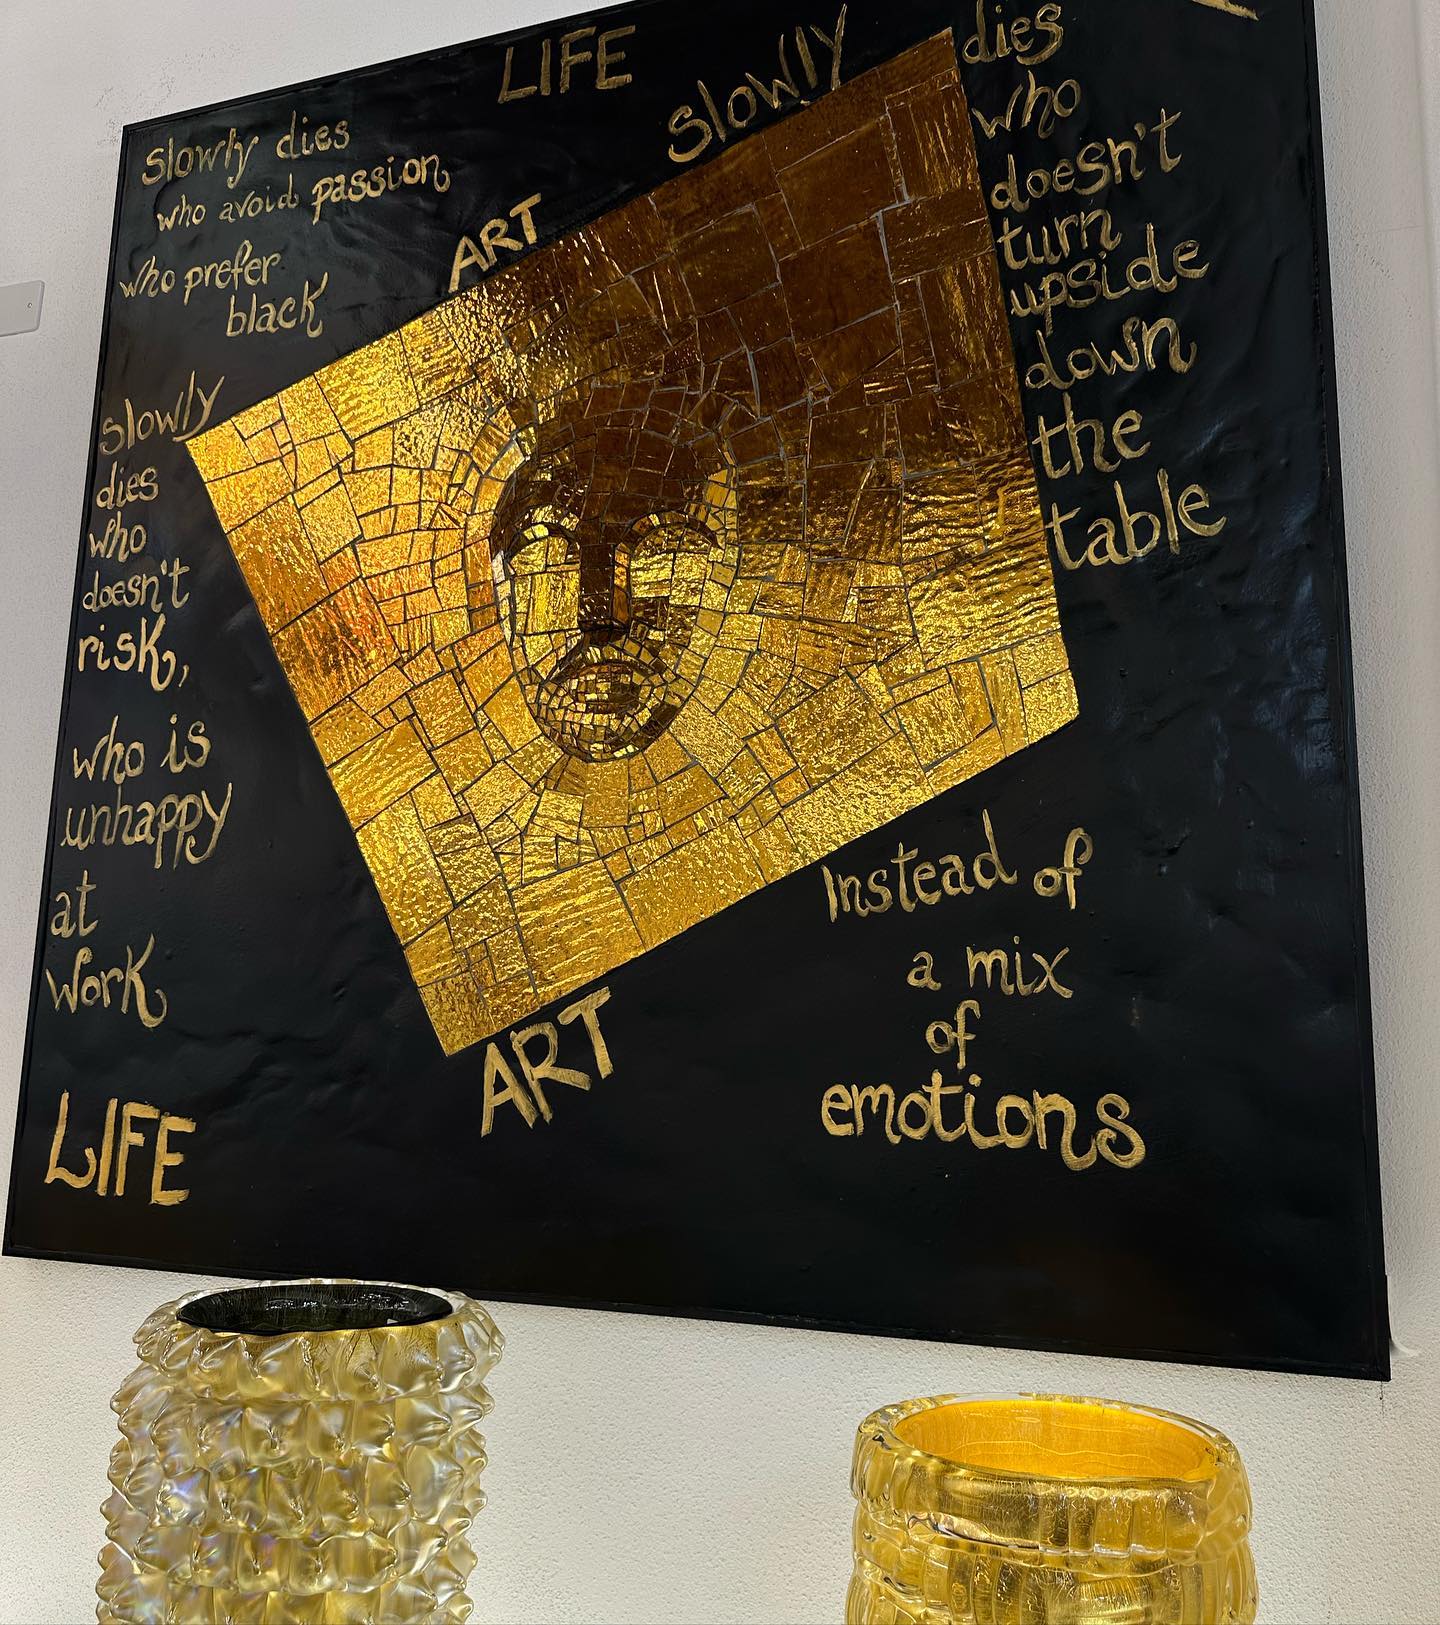 LIFE
slowly dies
who avoid passion
who prefer
black
ART
slowly
dies
who
doesn't
turn
upside
down
the
table
slowly
dies
who
doesn't
risk,
who is
unhappy
at
work
LIFE
ART
Instead of
a mix
of
emotions